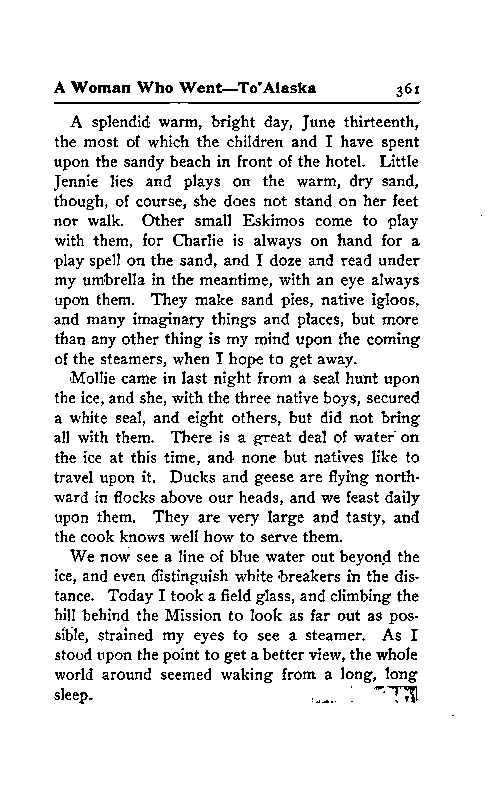 A Woman Who Went—To Alaska 361
A splendid warm, bright day, June thirteenth,
the most of which the children and I have spent
upon the sandy beach in front of the hotel. Little
Jennie lies and plays on the warm, dry sand,
though, of course, she does not stand on her feet
nor walk. Other small Eskimos come to play
with them, for Charlie is always on hand for a
play spell on the sand, and I doze and read under
my umbrella in the meantime, with an eye always
upon them. They make sand pies, native igloos,
and many imaginary things and places, but more
than any other thing is my mind upon the coming
of the steamers, when I hope to get away.
Mollie came in last night from a seal hunt upon
the ice, and she, with the three native boys, secured
a white seal, and eight others, but did not bring
all with them. There is a great deal of water on
the ice at this time, and none but natives like to
travel upon it. Ducks and geese are flying north-
ward in flocks above our heads, and we feast daily
upon them. They are very large and tasty, and
the cook knows well how to serve them.
We now see a line of blue water out beyond the
ice, and even distinguish white breakers in the dis-
tance. Today I took a field glass, and climbing the
hill behind the Mission to look as far out as pos-
sible, strained my eyes to see a steamer. As I
stood upon the point to get a better view, the whole
world around seemed waking from a long, long
sleep.